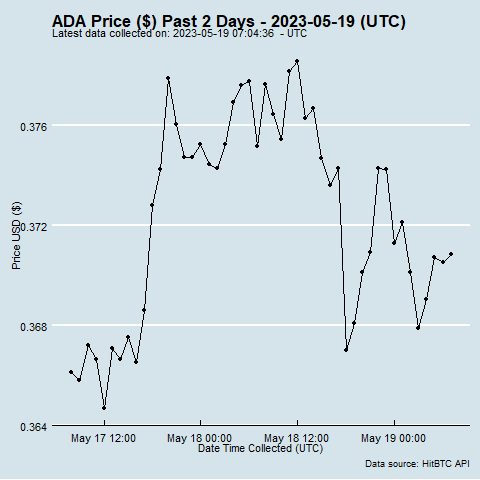 ADA Price ($) Past 2 Days - 2023-05-19 (UTC)
Latest data collected on: 2023-05-19 07:04:36 - UTC
0.376
0.372
Price USD ($)
0.368
0.364
May 17 12:00
May 18 00:00
May 18 12:00
May 19 00:00
Date Time Collected (UTC)
Data source: HitBTC API